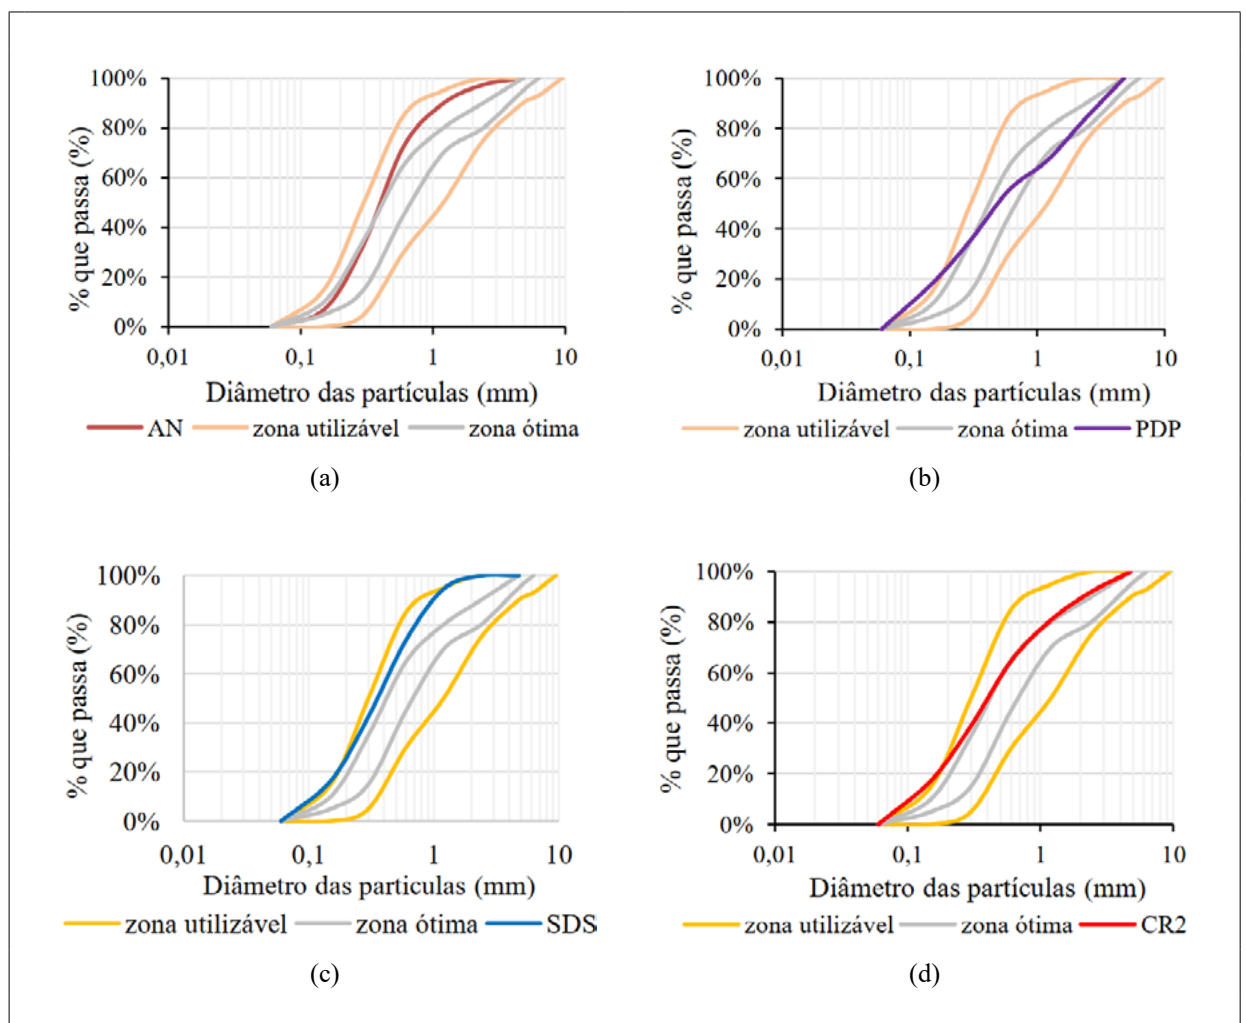 100%
80%
60%
40%
20%
0%
% que passa (%)
0,01 0,1 1 10
Diâmetro das partículas (mm)
AN zona utilizável zona ótima
(a)
100%
80%
60%
40%
20%
0%
% que passa (%)
0,01 0,1 1 10
Diâmetro das partículas (mm)
zona utilizável zona ótima PDP
(b)
100%
80%
60%
40%
20%
0%
% que passa (%)
0,01 0,1 1 10
Diâmetro das particulas (mm)
zona utilizável zona ótima SDS
(c)
100%
80%
60%
40%
20%
0%
% que passa (%)
0,01 0,1 1 10
Diâmetro das partículas (mm)
zona utilizável zona ótima CR2
(d)